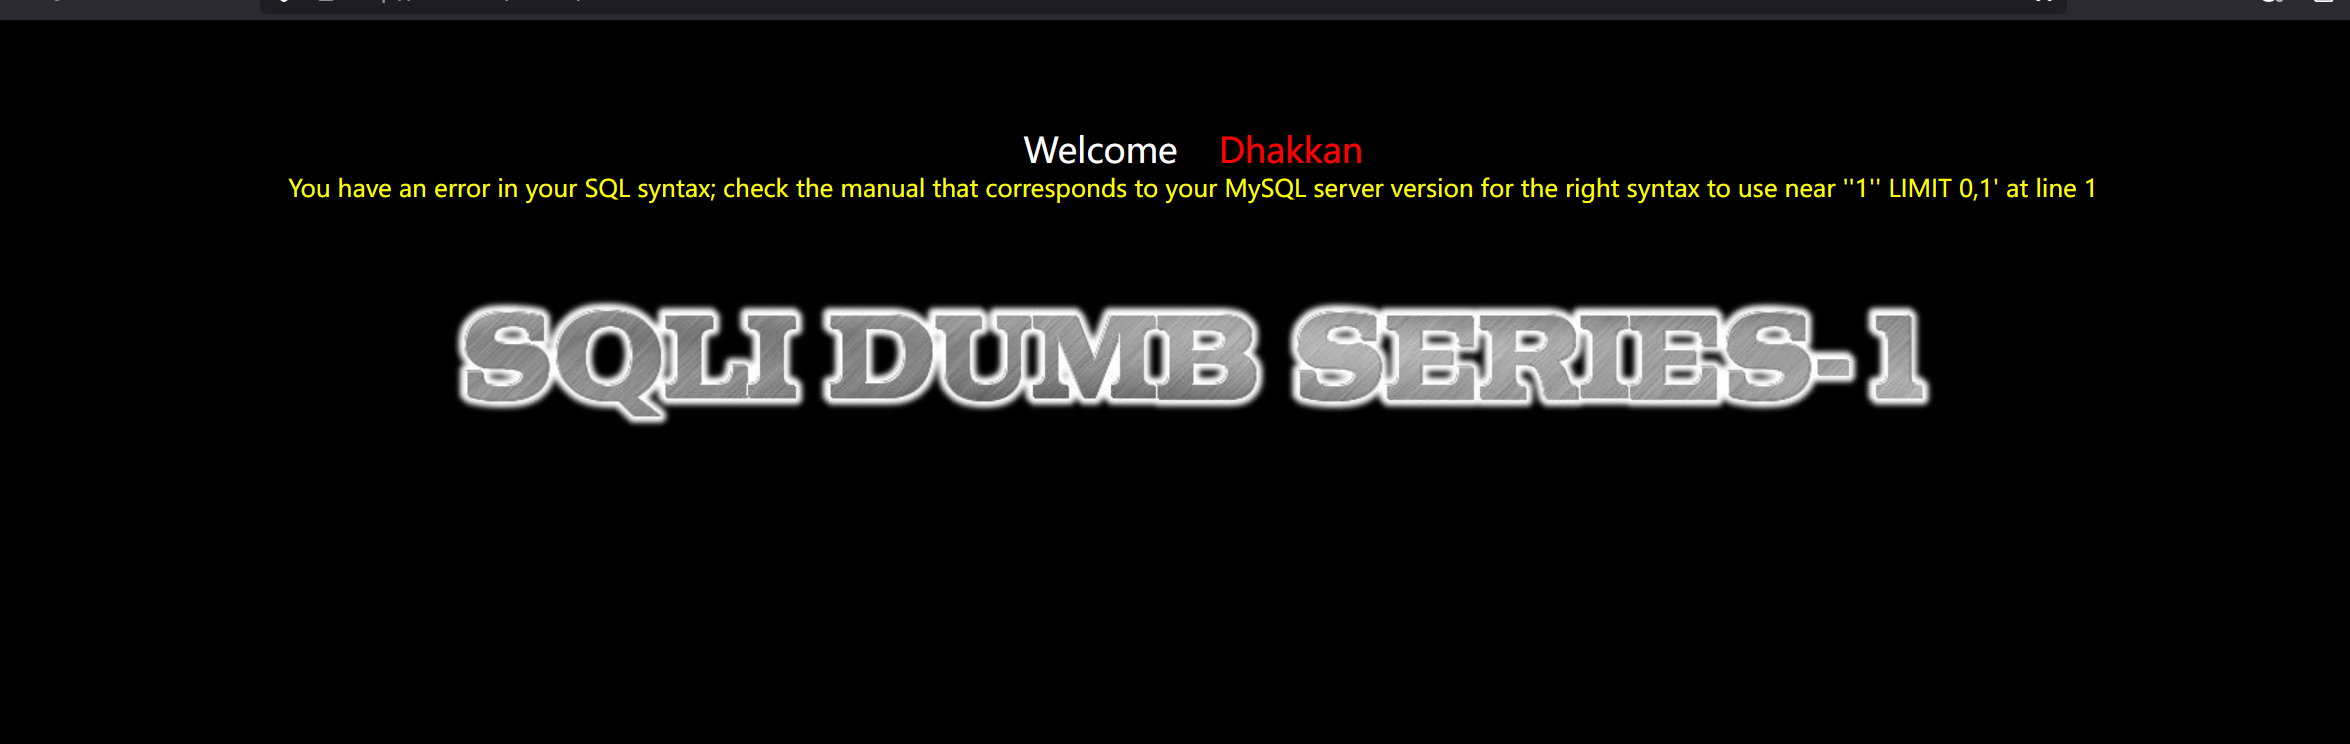 Welcome Dhakkan
You have an error in your SQL syntax; check the manual that corresponds to your MySQL server version for the right syntax to use near ''1'' LIMIT 0,1' at line 1
SQLI DUMB SERIES-1